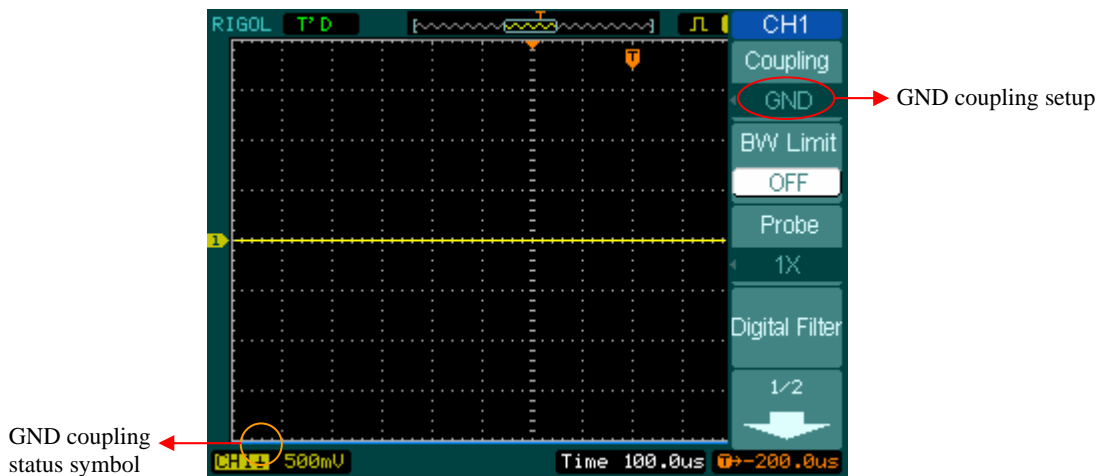 RIGOL T'D T CH1
Coupling
T
GND
GND coupling setup
BW Limit
OFF
Probe
1
1X
Digital Filter
1/2
GND coupling
status symbol
CH1 500mV Time 100.0us T→-200.0us